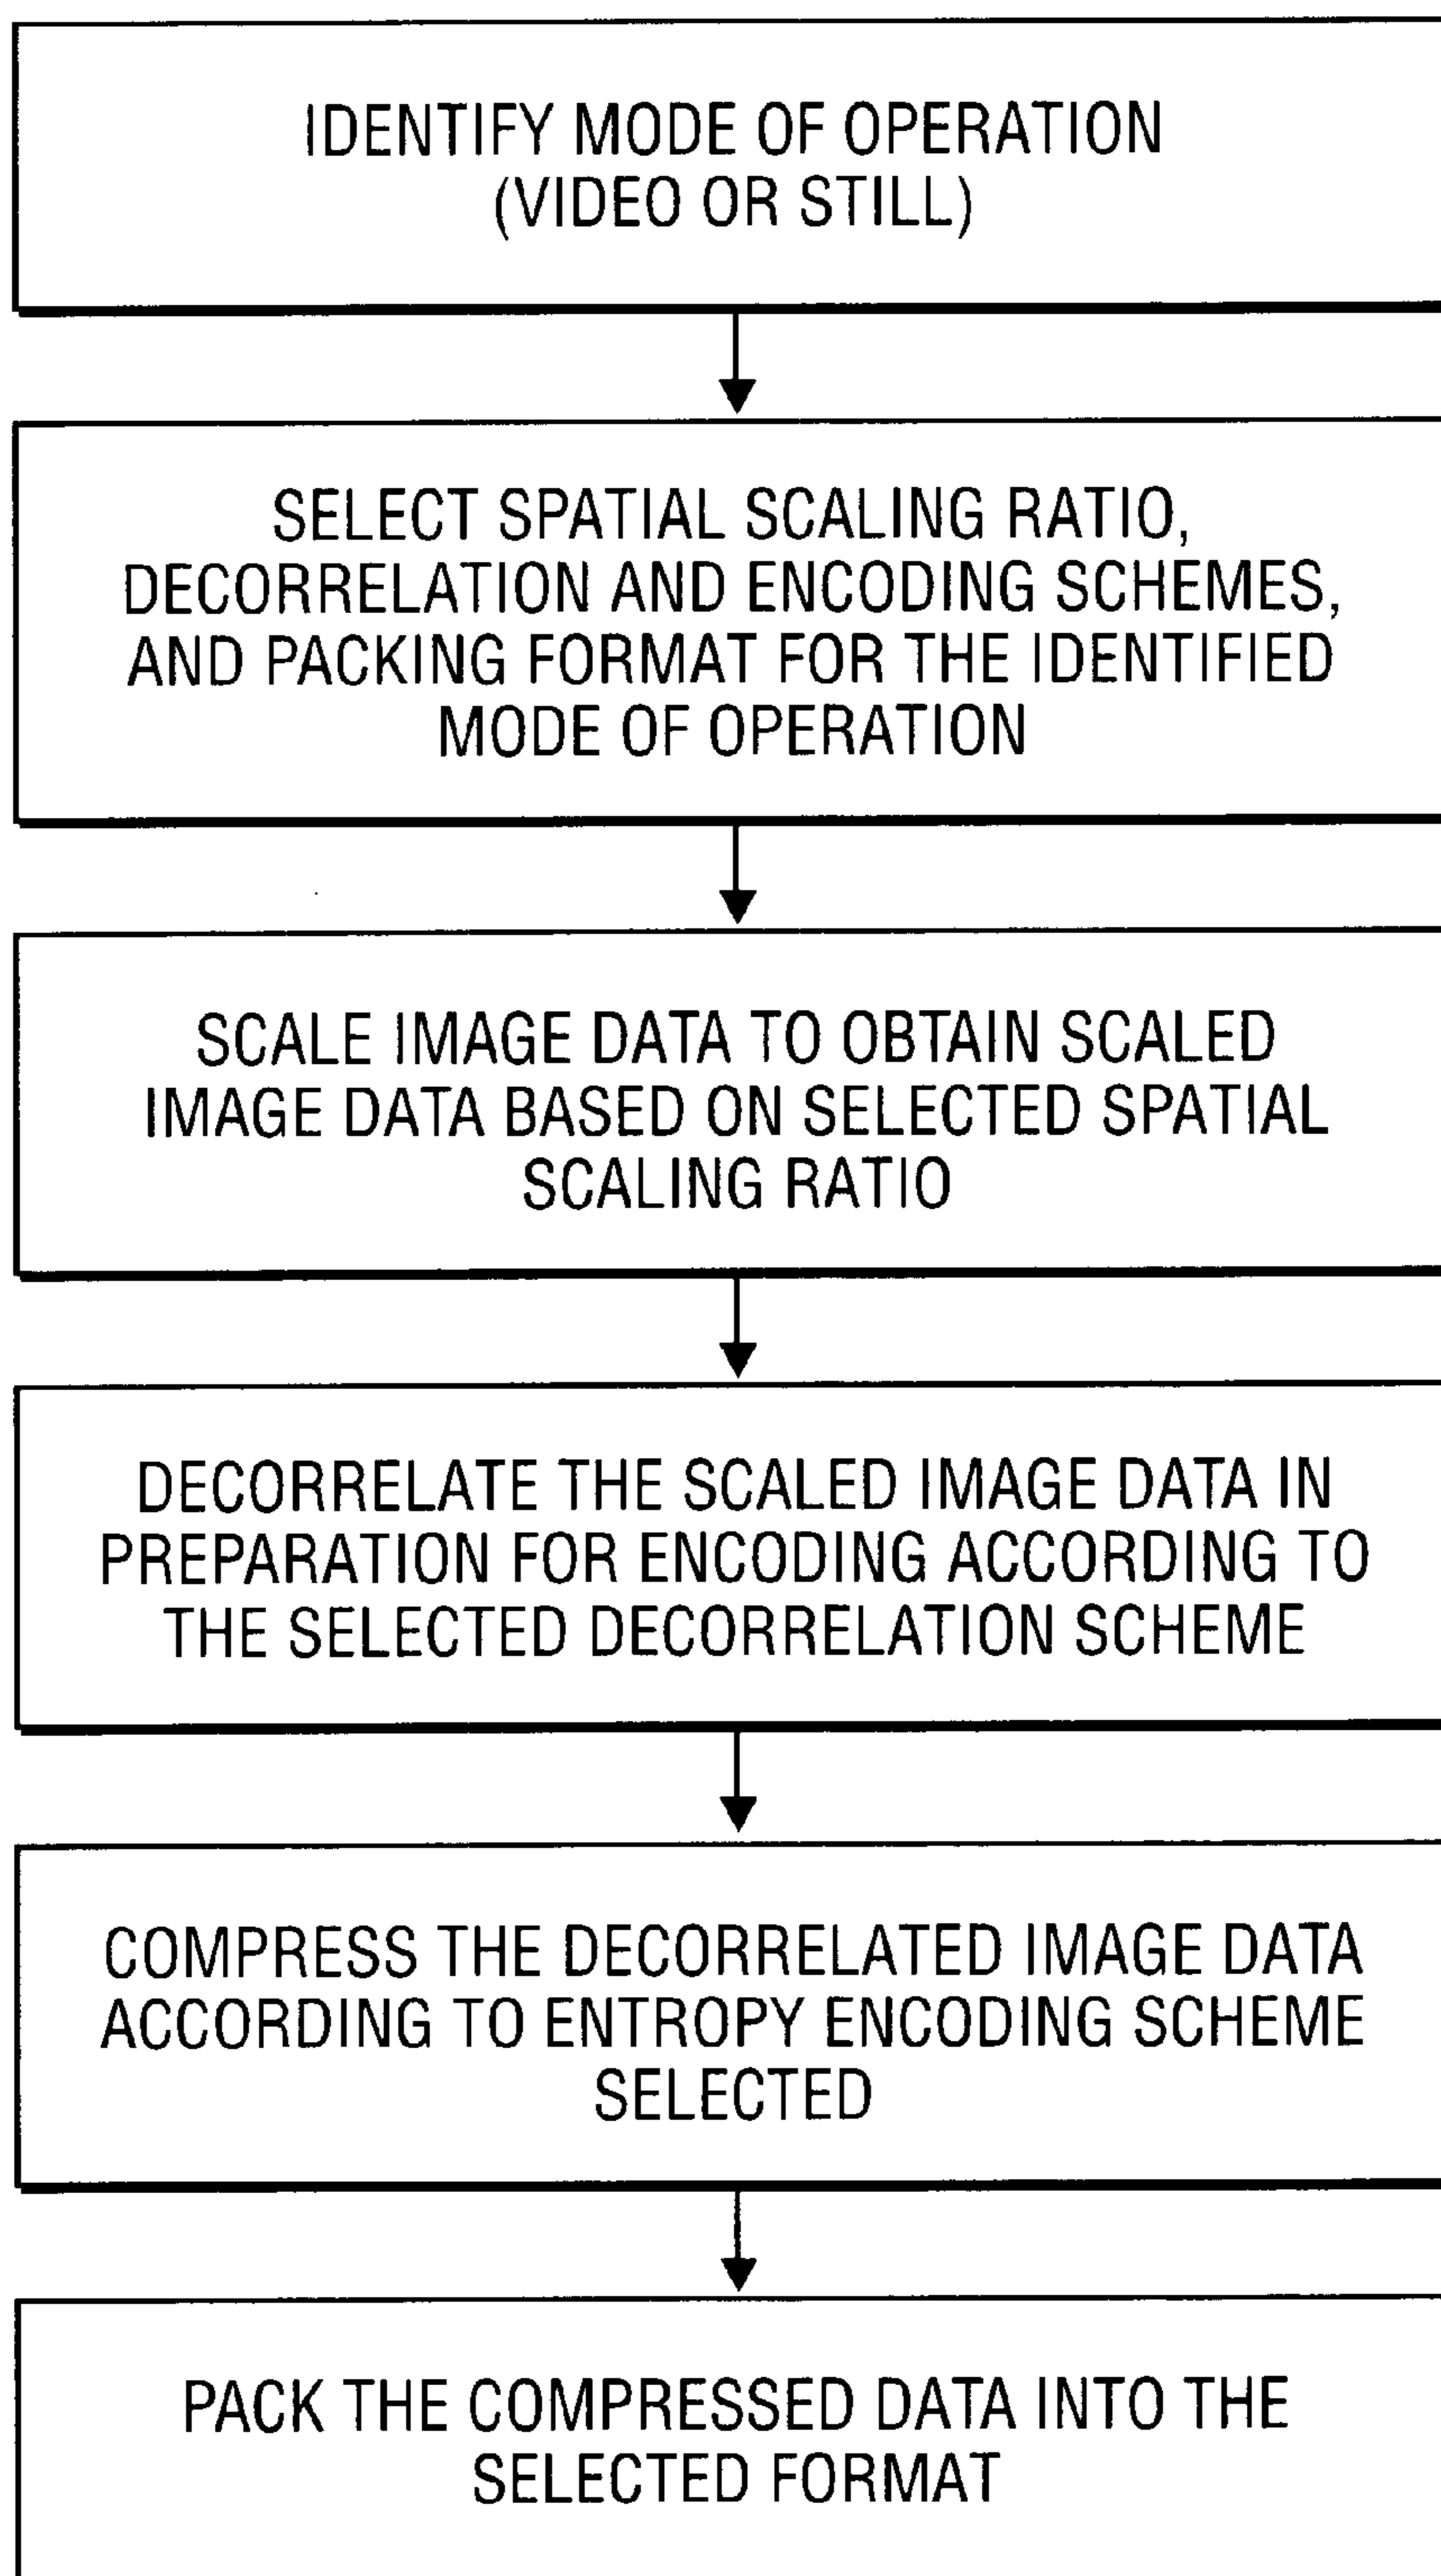 IDENTIFY MODE OF OPERATION
(VIDEO OR STILL)
SELECT SPATIAL SCALING RATIO,
DECORRELATION AND ENCODING SCHEMES,
AND PACKING FORMAT FOR THE IDENTIFIED
MODE OF OPERATION
SCALE IMAGE DATA TO OBTAIN SCALED
IMAGE DATA BASED ON SELECTED SPATIAL
SCALING RATIO
DECORRELATE THE SCALED IMAGE DATA IN
PREPARATION FOR ENCODING ACCORDING TO
THE SELECTED DECORRELATION SCHEME
COMPRESS THE DECORRELATED IMAGE DATA
ACCORDING TO ENTROPY ENCODING SCHEME
SELECTED
PACK THE COMPRESSED DATA INTO THE
SELECTED FORMAT